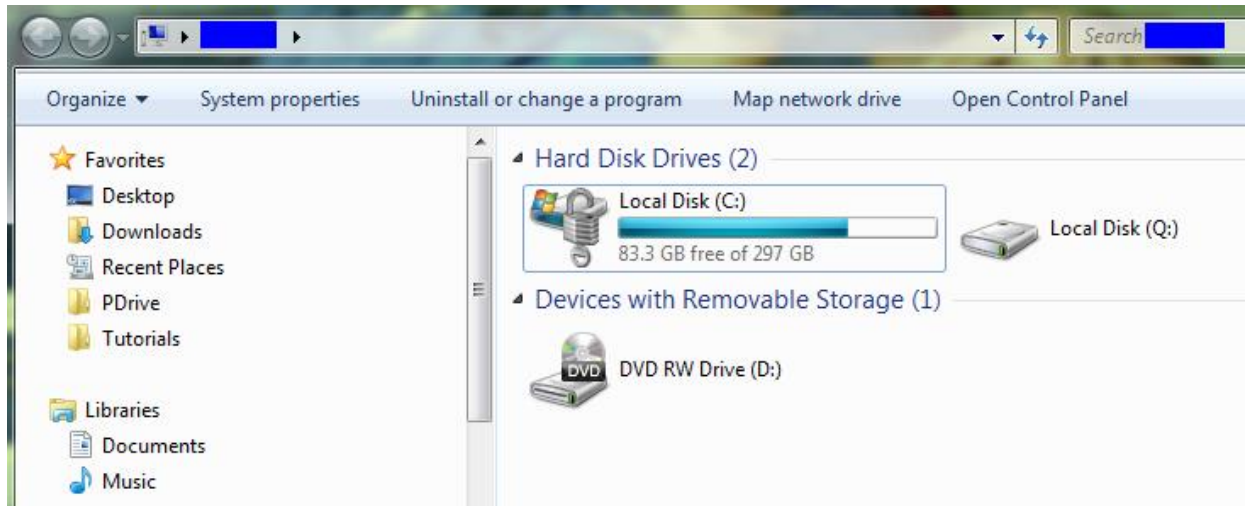 Search
Organize System properties Uninstall or change a program Map network drive Open Control Panel
Favorites
Desktop
Downloads
Recent Places
PDrive
Tutorials
Libraries
Documents
Music
Hard Disk Drives (2)
Local Disk (C:)
83.3 GB free of 297 GB
Local Disk (Q:)
Devices with Removable Storage (1)
DVD
DVD RW Drive (D:)